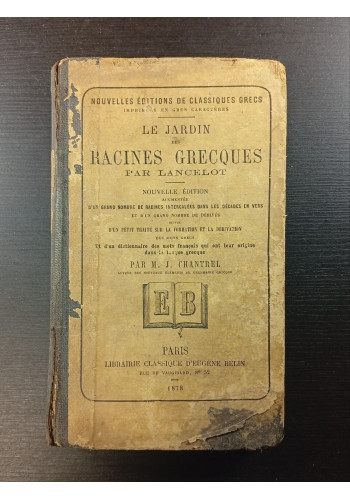 NOUVELLES ÉDITIONS DE CLASSIQUES GRECS
IMPRIMÉES EN GROS CARACTÈRES
LE JARDIN
DES
RACINES GRECQUES
PAR LANCELOT
NOUVELLE ÉDITION
AUGMENTÉE
D'UN GRAND NOMBRE DE RACINES INTERCALÉES DANS LES DÉCADES EN VERS
ET D'UN GRAND NOMBRE DE DÉRIVÉS
SUIVIE
D'UN PETIT TRAITÉ SUR LA FORMATION ET LA DÉRIVATION
DES MOTS GRECS
Et d'un dictionnaire des mots français qui ont leur origine
dans la langue grecque
PAR M. J. CHANTREL
EB
PARIS
LIBRAIRIE CLASSIQUE D'EUGÈNE BELIN
RUE DE VAUGIRARD, Nº 52
1878